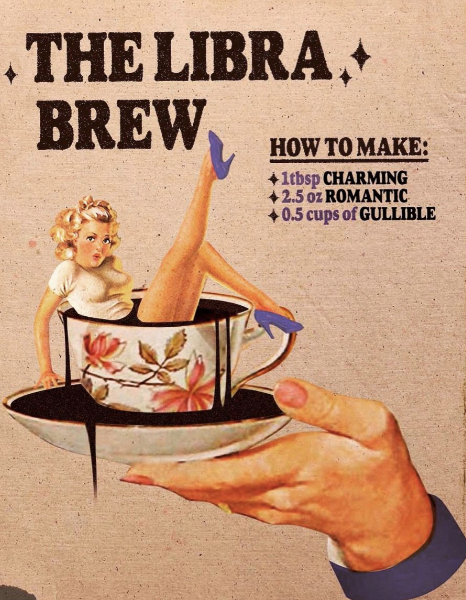 THE LIBRA
BREW
HOW TO MAKE:
1tbsp CHARMING
2.5 oz ROMANTIC
0.5 cups of GULLIBLE